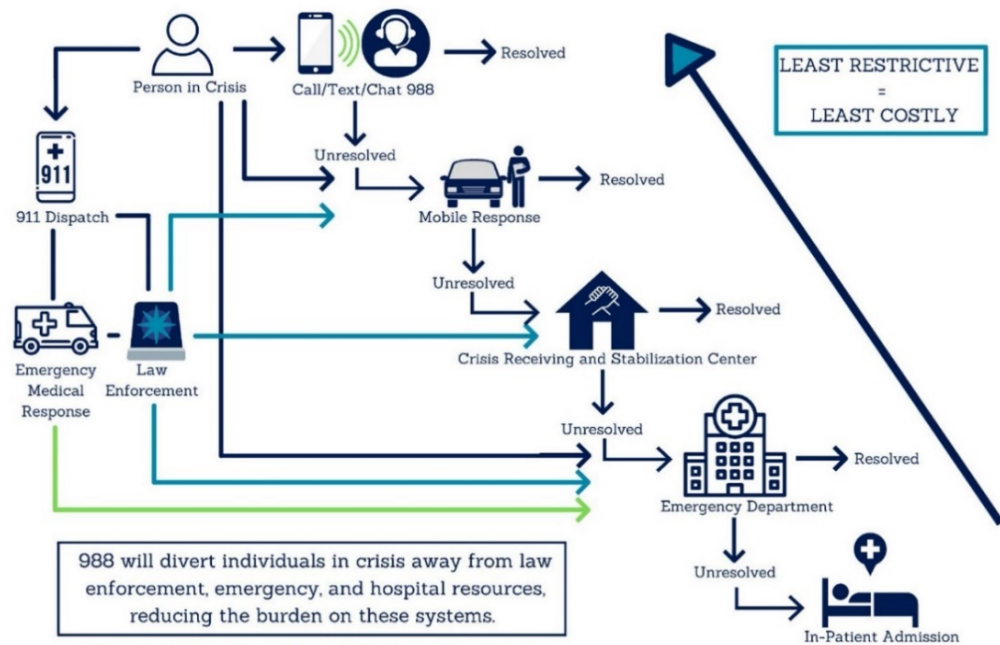 Person in Crisis
Call/Text/Chat 988
Resolved
LEAST RESTRICTIVE
=
LEAST COSTLY
911
911 Dispatch
Unresolved
Mobile Response
Resolved
Unresolved
Crisis Receiving and Stabilization Center
Resolved
Emergency
Medical
Response
Law
Enforcement
Unresolved
Emergency Department
Resolved
988 will divert individuals in crisis away from law
enforcement, emergency, and hospital resources,
reducing the burden on these systems.
Unresolved
In-Patient Admission